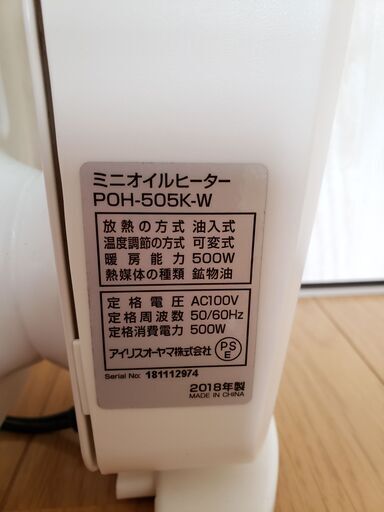 ミニオイルヒーター
POH-505K-W
放熱の方式 油入式
温度調節の方式 可変式
暖房能力 500W
熱媒体の種類 鉱物油
定格電圧 AC100V
定格周波数 50/60Hz
定格消費電力 500W
アイリスオーヤマ株式会社 PSE
Serial No: 181112974
2018年製
MADE IN CHINA